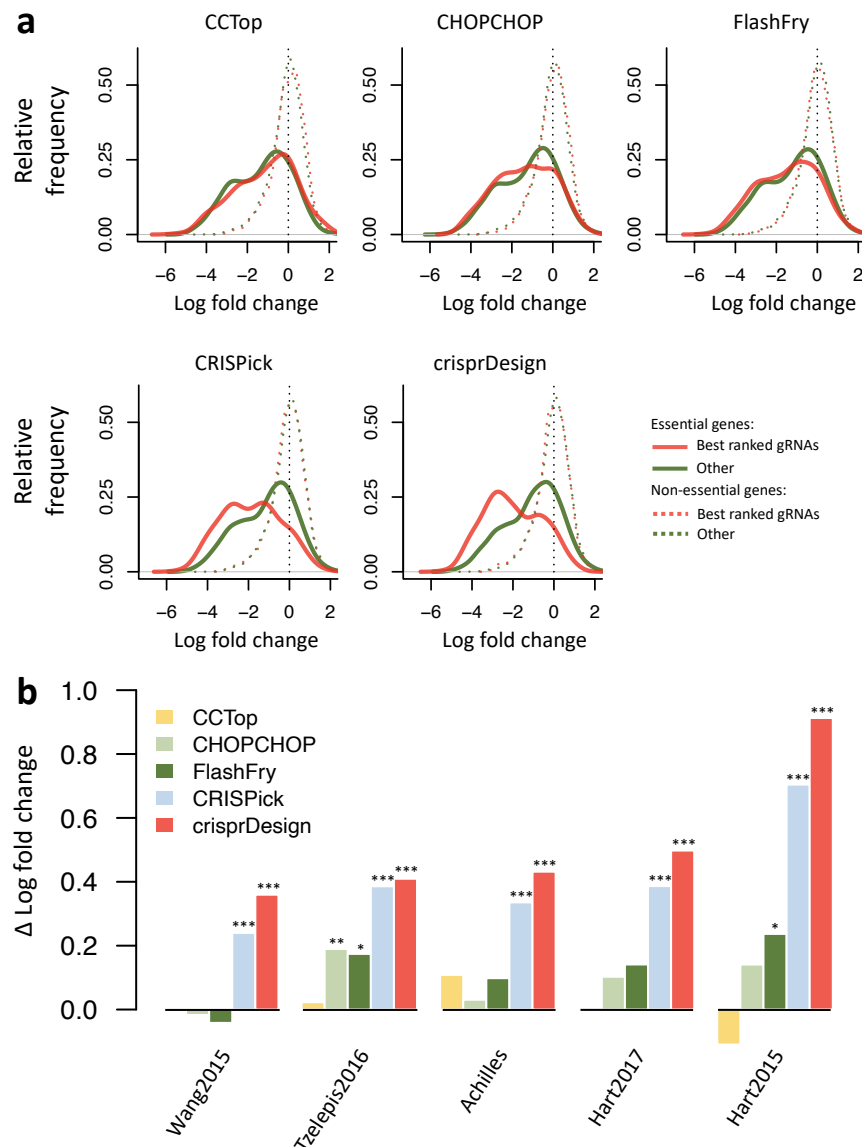 a
CCTop
CHOPCHOP
FlashFry
Relative
frequency
0.00
0.25
0.50
−6
−4
−2
0
2
−6
−4
−2
0
2
−6
−4
−2
0
2
Log fold change
Log fold change
Log fold change
CRISPick
crisprDesign
Relative
frequency
0.00
0.25
0.50
0.00
0.25
0.50
0.00
0.25
0.50
0.00
0.25
0.50
−6
−4
−2
0
2
−6
−4
−2
0
2
Log fold change
Log fold change
Essential genes:
Best ranked gRNAs
Other
Non-essential genes:
Best ranked gRNAs
Other
b
Δ Log fold change
1.0
0.8
0.6
0.4
0.2
0.0
CCTop
CHOPCHOP
FlashFry
CRISPick
crisprDesign
***
***
**
*
***
***
***
***
***
***
*
***
***
Wang2015
Tzelepis2016
Achilles
Hart2017
Hart2015